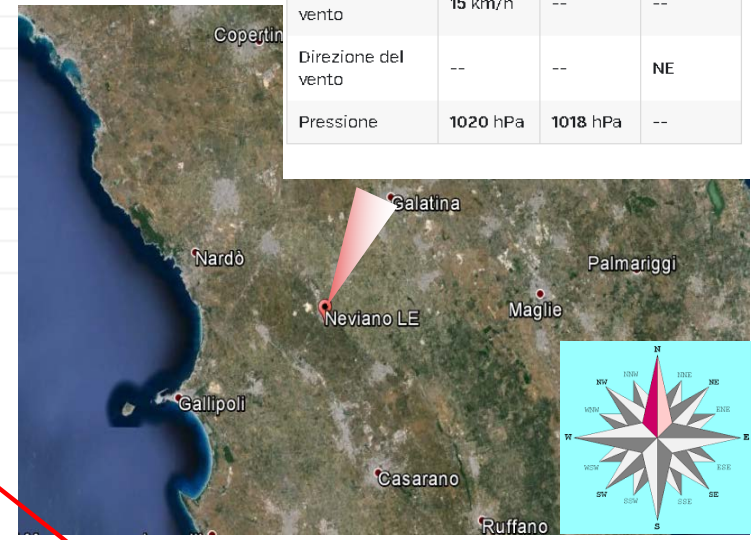 vento 15 km/h -- --
Direzione del vento -- -- NE
Pressione 1020 hPa 1018 hPa --
Copertin
Galatina
Nardò
Palmariggi
Neviano LE
Maglie
Gallipoli
Casarano
Ruffano
N
NNW NNE
NW NE
WNW ENE
W E
WSW ESE
SW SE
SSW SSE
S